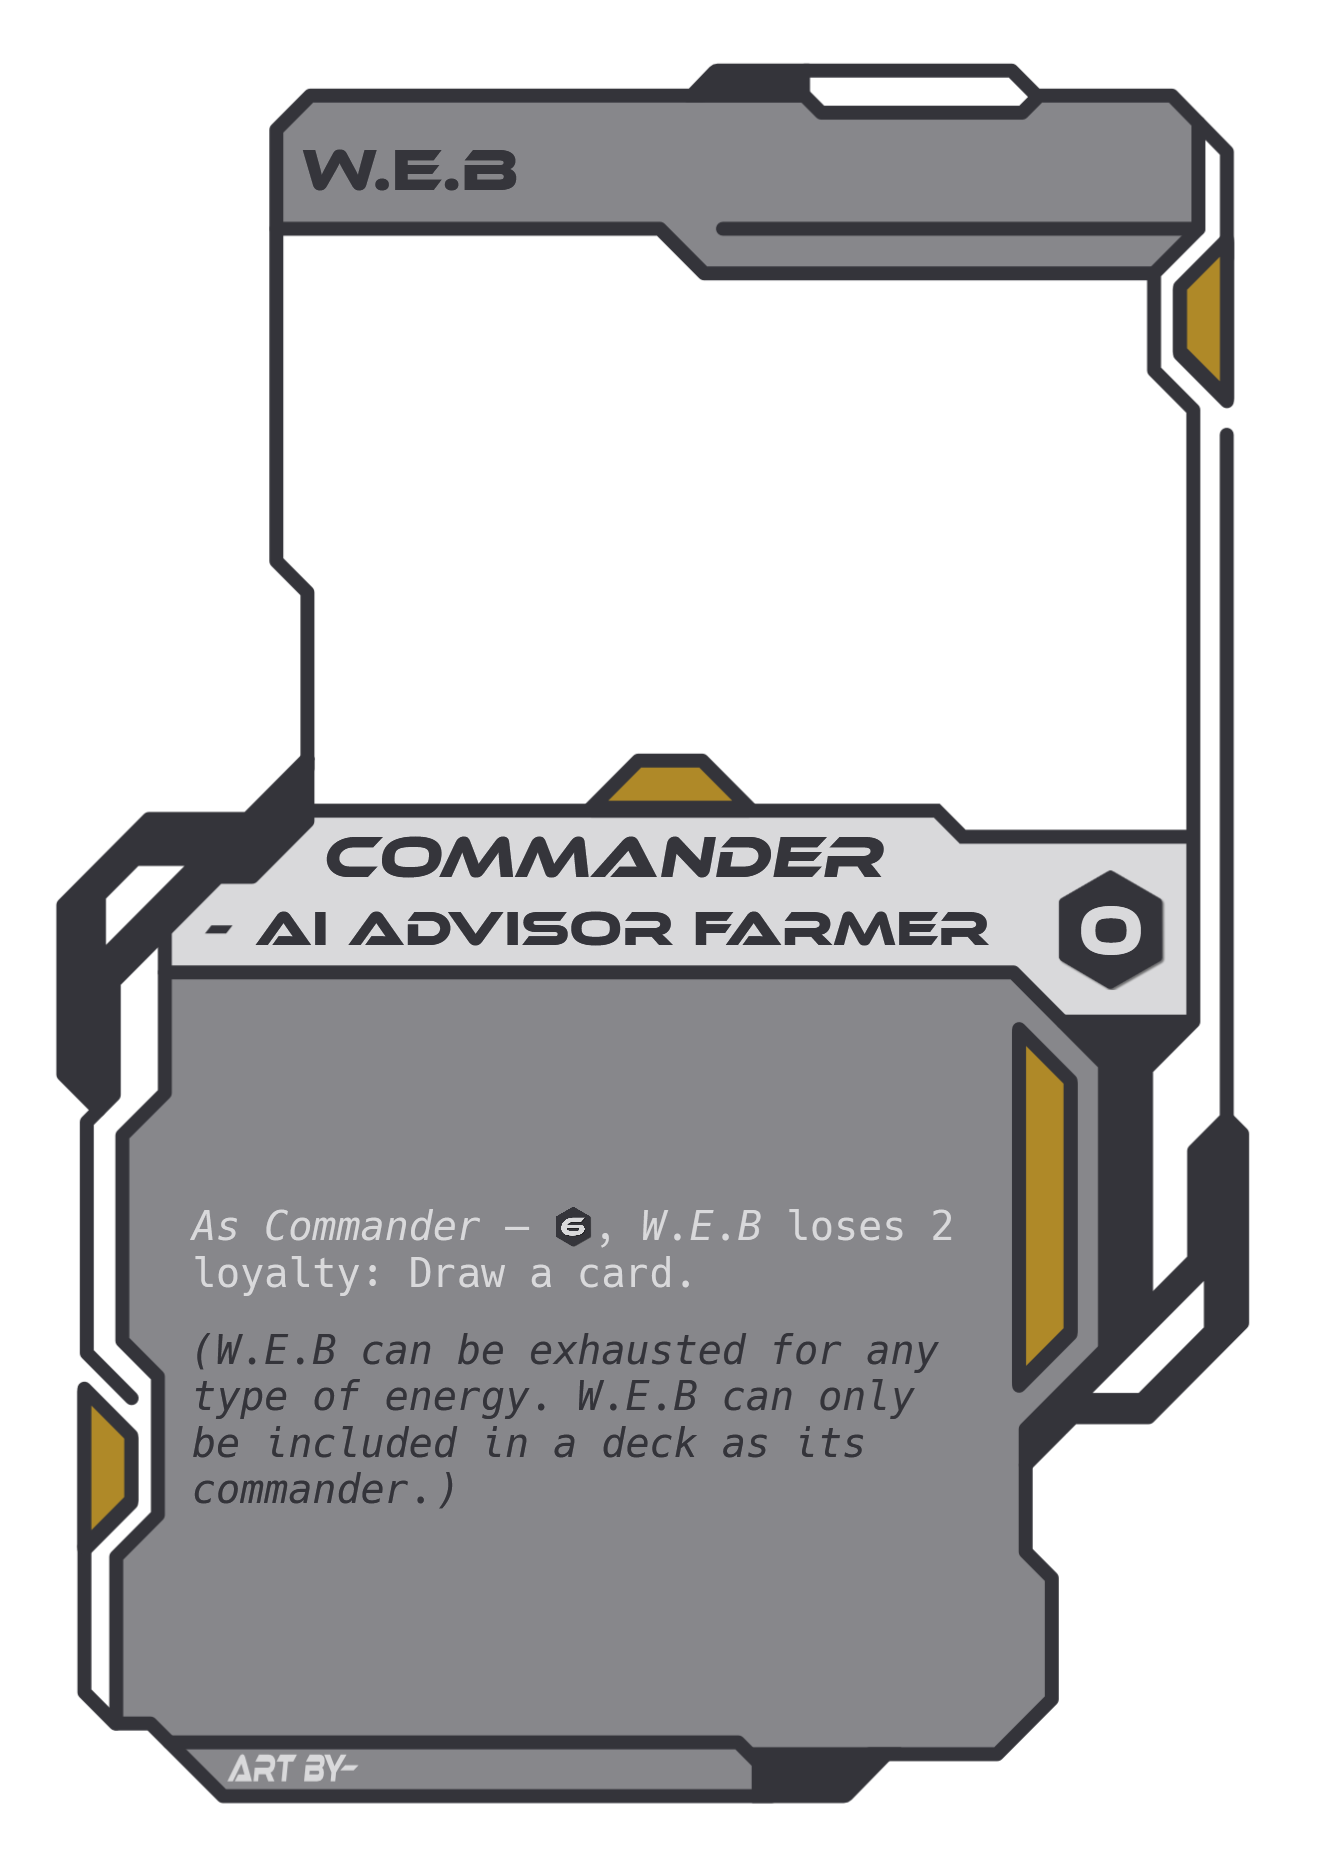 W.E.B
COMMANDER
- AI ADVISOR FARMER
0
As Commander – 6, W.E.B loses 2
loyalty: Draw a card.
(W.E.B can be exhausted for any
type of energy. W.E.B can only
be included in a deck as its
commander.)
ART BY-